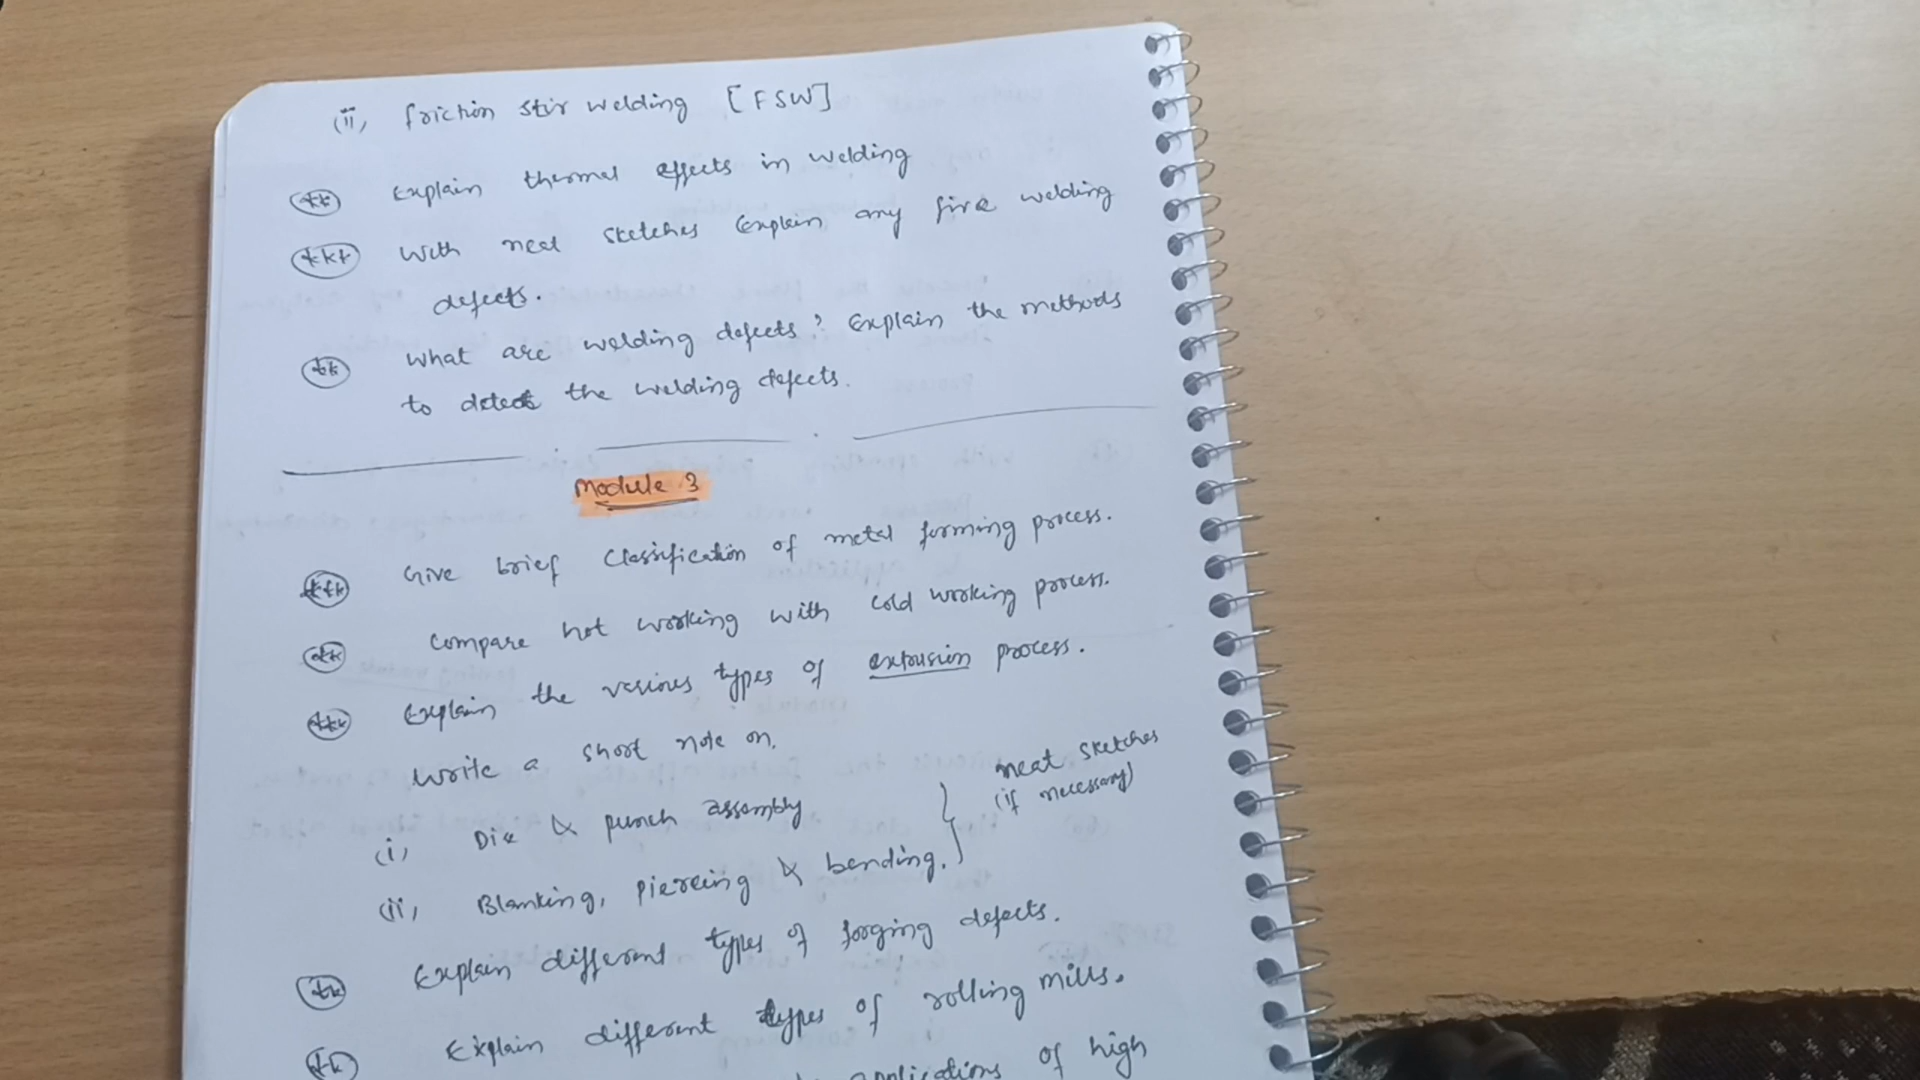 (ii) friction stir welding [FSW]
** Explain thermal effects in welding
*** With neat sketches Explain any five welding
defects.
** What are welding defects? Explain the methods
to detect the welding defects.
Module 3
*** Give brief classification of metal forming process.
** Compare hot working with cold working process.
*** Explain the various types of extrusion process.
Write a short note on,
(i) Die & punch assembly
neat sketches
(if necessary)
(ii) Blanking, piercing & bending.
** Explain different types of forging defects.
** Explain different types of rolling mills.
applications of high